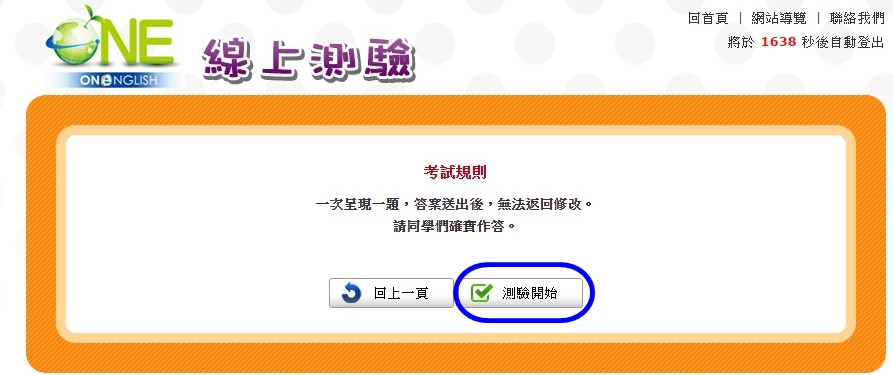 回首頁 | 網站導覽 | 聯絡我們
將於 1638 秒後自動登出
ONE
ONENGLISH
線上測驗
考試規則
一次呈現一題，答案送出後，無法返回修改。
請同學們確實作答。
回上一頁
測驗開始